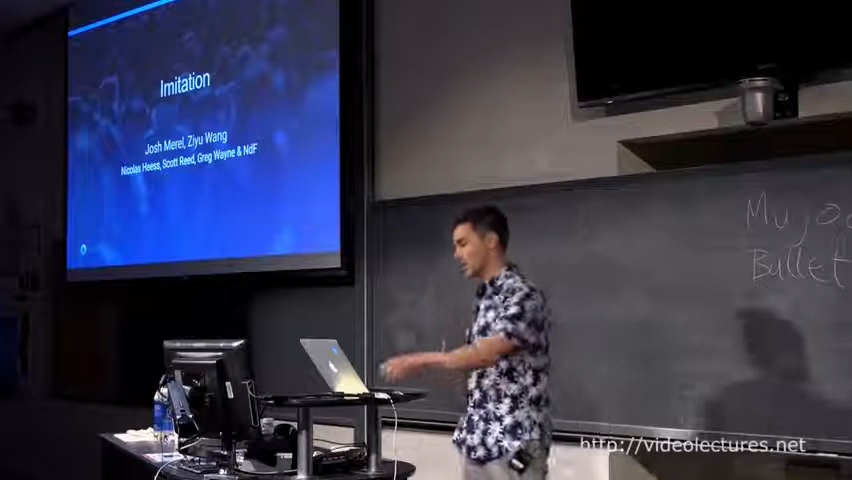 Imitation
Josh Merel, Ziyu Wang
Nicolas Heess, Scott Reed, Greg Wayne & NdF
Bullet
http://videolectures.net